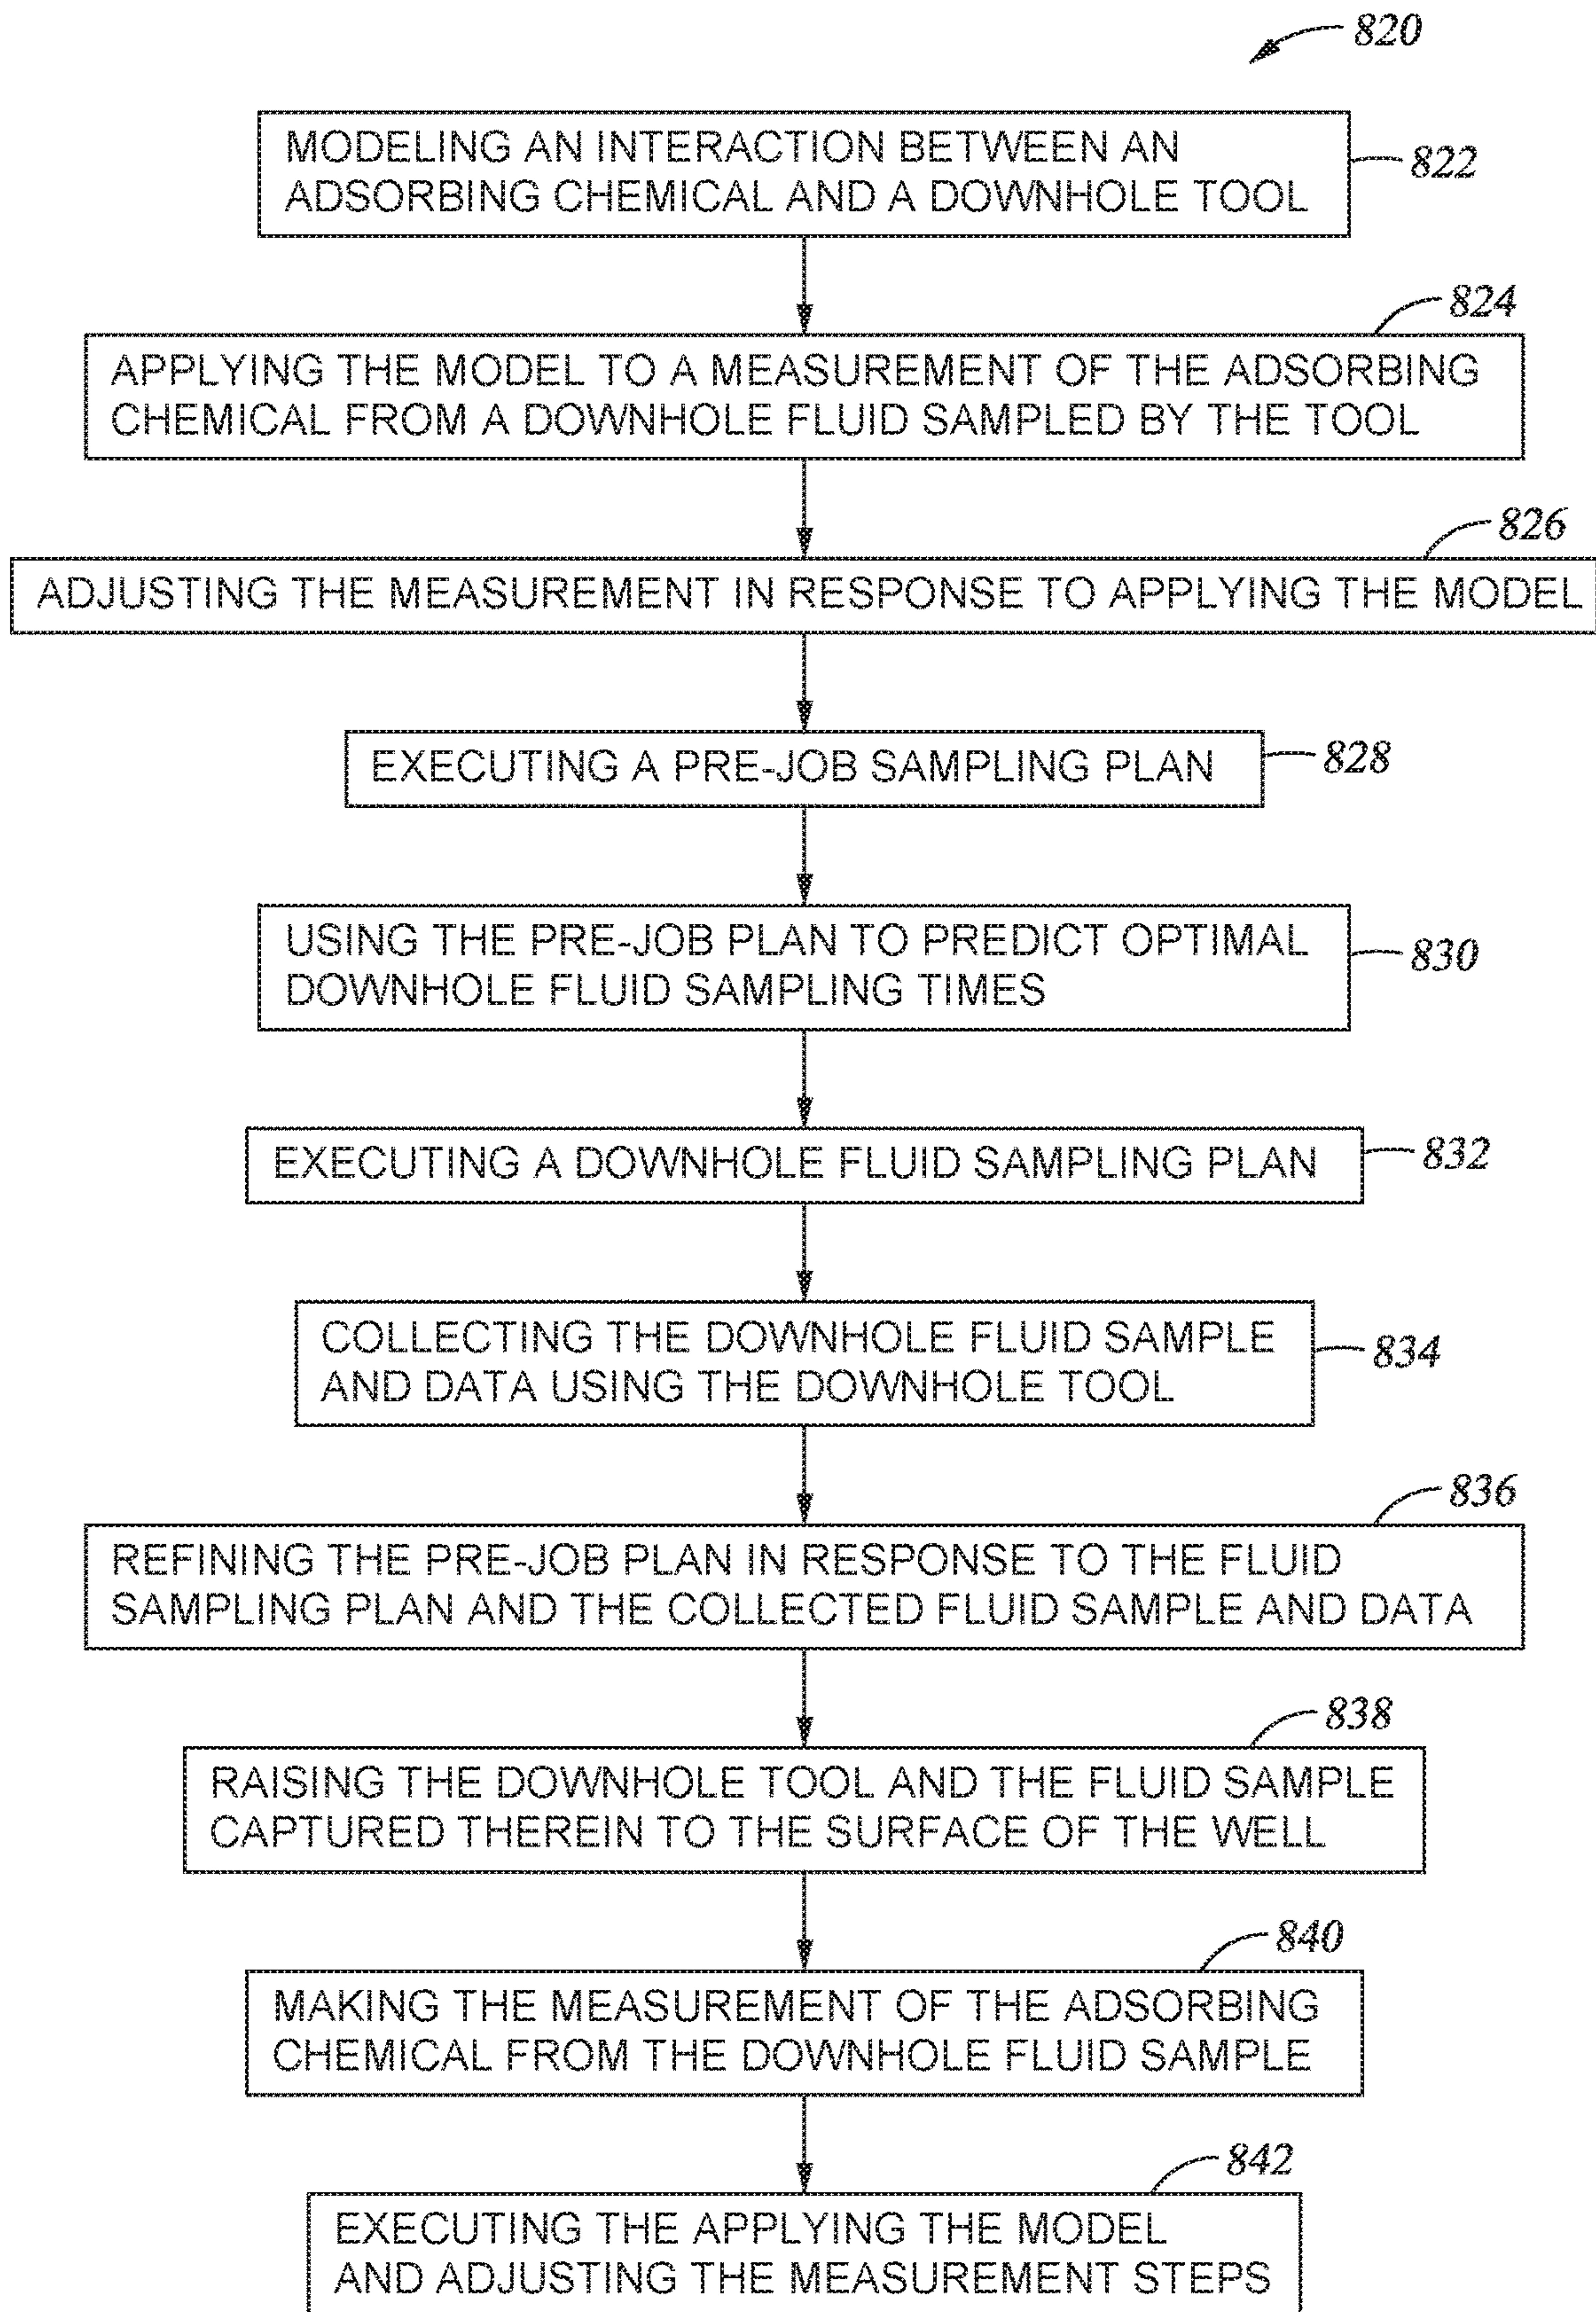 820
MODELING AN INTERACTION BETWEEN AN
ADSORBING CHEMICAL AND A DOWNHOLE TOOL
822
824
APPLYING THE MODEL TO A MEASUREMENT OF THE ADSORBING
CHEMICAL FROM A DOWNHOLE FLUID SAMPLED BY THE TOOL
826
ADJUSTING THE MEASUREMENT IN RESPONSE TO APPLYING THE MODEL
EXECUTING A PRE-JOB SAMPLING PLAN
828
USING THE PRE-JOB PLAN TO PREDICT OPTIMAL
DOWNHOLE FLUID SAMPLING TIMES
830
EXECUTING A DOWNHOLE FLUID SAMPLING PLAN
832
COLLECTING THE DOWNHOLE FLUID SAMPLE
AND DATA USING THE DOWNHOLE TOOL
834
836
REFINING THE PRE-JOB PLAN IN RESPONSE TO THE FLUID
SAMPLING PLAN AND THE COLLECTED FLUID SAMPLE AND DATA
838
RAISING THE DOWNHOLE TOOL AND THE FLUID SAMPLE
CAPTURED THEREIN TO THE SURFACE OF THE WELL
840
MAKING THE MEASUREMENT OF THE ADSORBING
CHEMICAL FROM THE DOWNHOLE FLUID SAMPLE
842
EXECUTING THE APPLYING THE MODEL
AND ADJUSTING THE MEASUREMENT STEPS